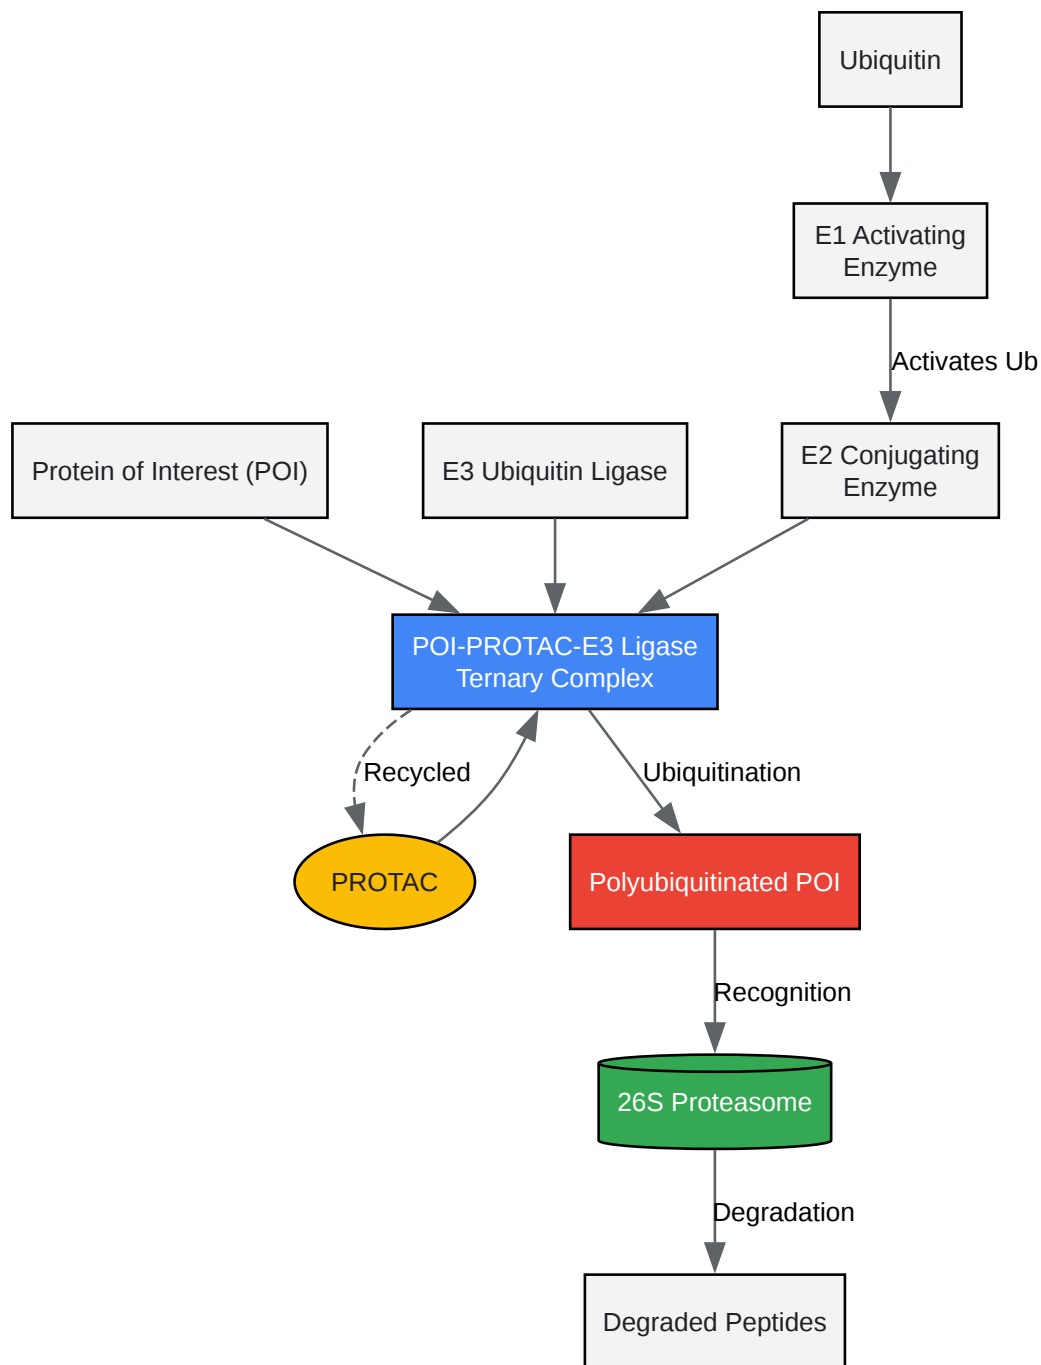 Ubiquitin
E1 Activating
Enzyme
Activates Ub
Protein of Interest (POI)
E3 Ubiquitin Ligase
E2 Conjugating
Enzyme
POI-PROTAC-E3 Ligase
Ternary Complex
Recycled
Ubiquitination
PROTAC
Polyubiquitinated POI
Recognition
26S Proteasome
Degradation
Degraded Peptides